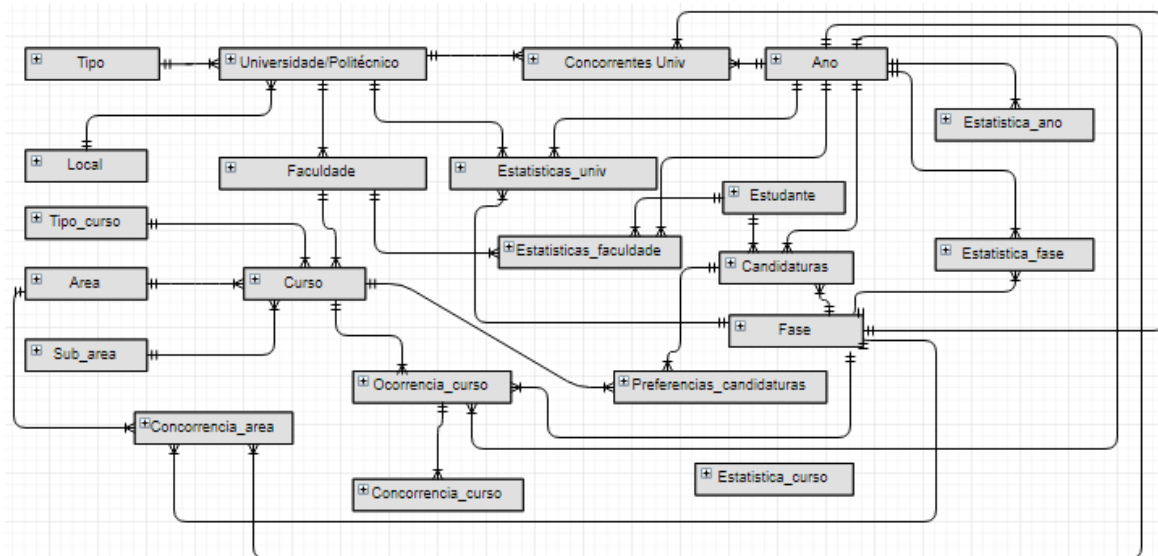 Tipo
Universidade/Politécnico
Concorrentes Univ
Ano
Estatistica_ano
Local
Faculdade
Estatisticas_univ
Estudante
Tipo_curso
Estatisticas_faculdade
Estatistica_fase
Candidaturas
Area
Curso
Fase
Sub_area
Ocorrencia_curso
Preferencias_candidaturas
Concorrencia_area
Estatistica_curso
Concorrencia_curso